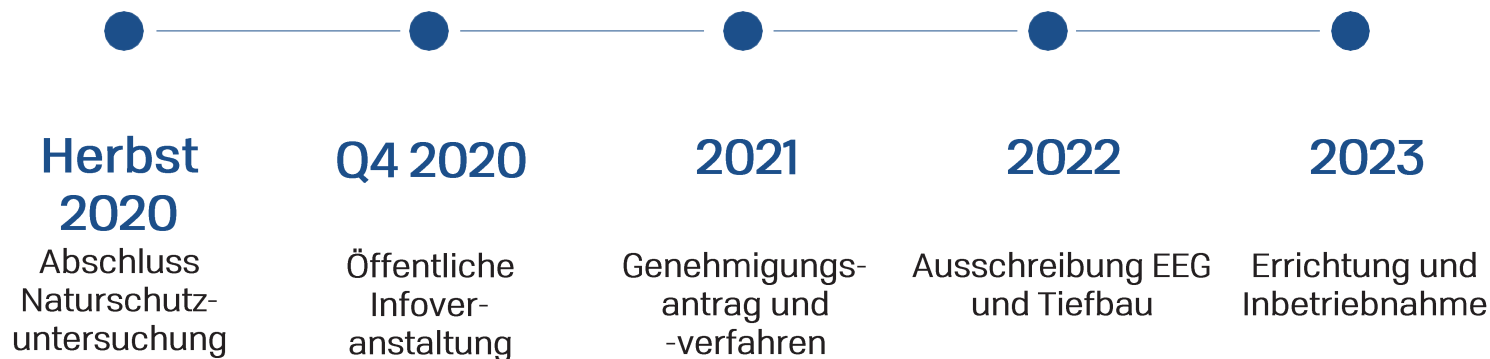 Herbst
2020
Abschluss
Naturschutz-
untersuchung
Q4 2020
Öffentliche
Infover-
anstaltung
2021
Genehmigungs-
antrag und
-verfahren
2022
Ausschreibung EEG
und Tiefbau
2023
Errichtung und
Inbetriebnahme